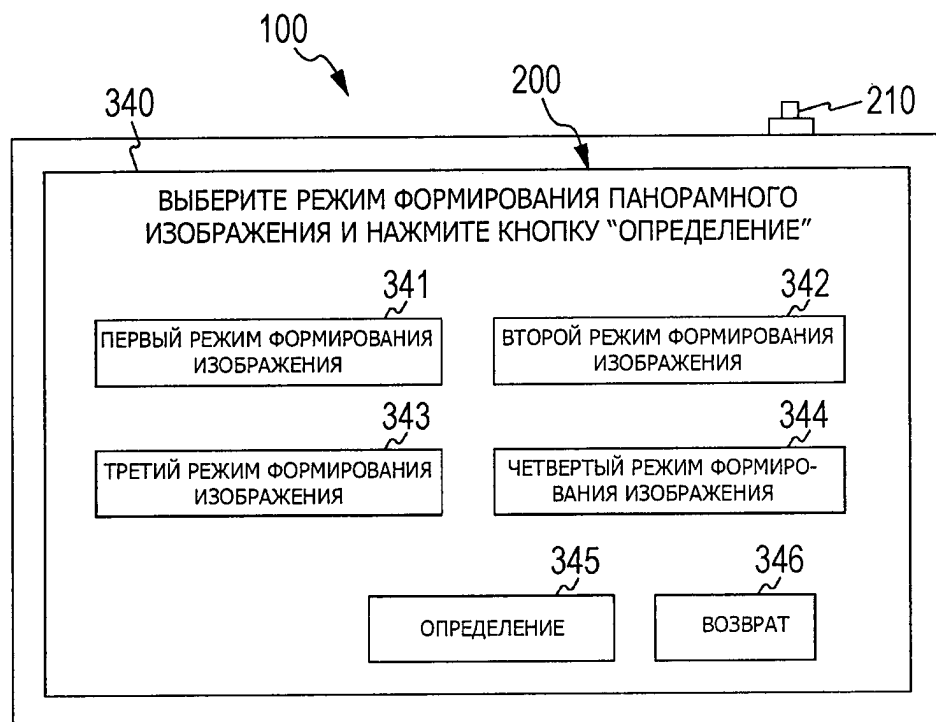 100
340
200
210
ВЫБЕРИТЕ РЕЖИМ ФОРМИРОВАНИЯ ПАНОРАМНОГО
ИЗОБРАЖЕНИЯ И НАЖМИТЕ КНОПКУ “ОПРЕДЕЛЕНИЕ”
341
342
ПЕРВЫЙ РЕЖИМ ФОРМИРОВАНИЯ
ИЗОБРАЖЕНИЯ
ВТОРОЙ РЕЖИМ ФОРМИРОВАНИЯ
ИЗОБРАЖЕНИЯ
343
344
ТРЕТИЙ РЕЖИМ ФОРМИРОВАНИЯ
ИЗОБРАЖЕНИЯ
ЧЕТВЕРТЫЙ РЕЖИМ ФОРМИРО-
ВАНИЯ ИЗОБРАЖЕНИЯ
345
346
ОПРЕДЕЛЕНИЕ
ВОЗВРАТ